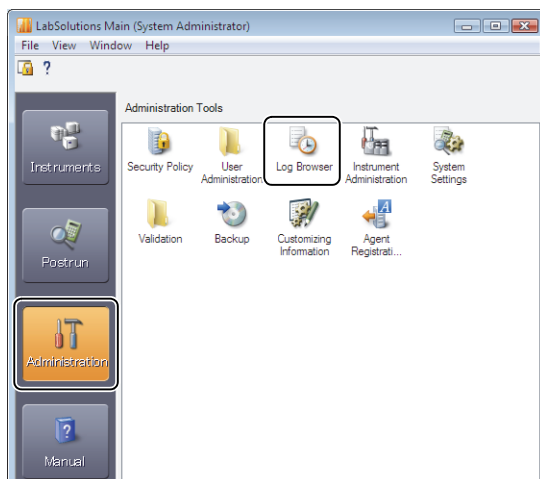 LabSolutions Main (System Administrator)
File View Window Help
?
Administration Tools
Instruments
Security Policy
User
Administration
Log Browser
Instrument
Administration
System
Settings
Postrun
Validation
Backup
Customizing
Information
Agent
Registrati...
Administration
Manual